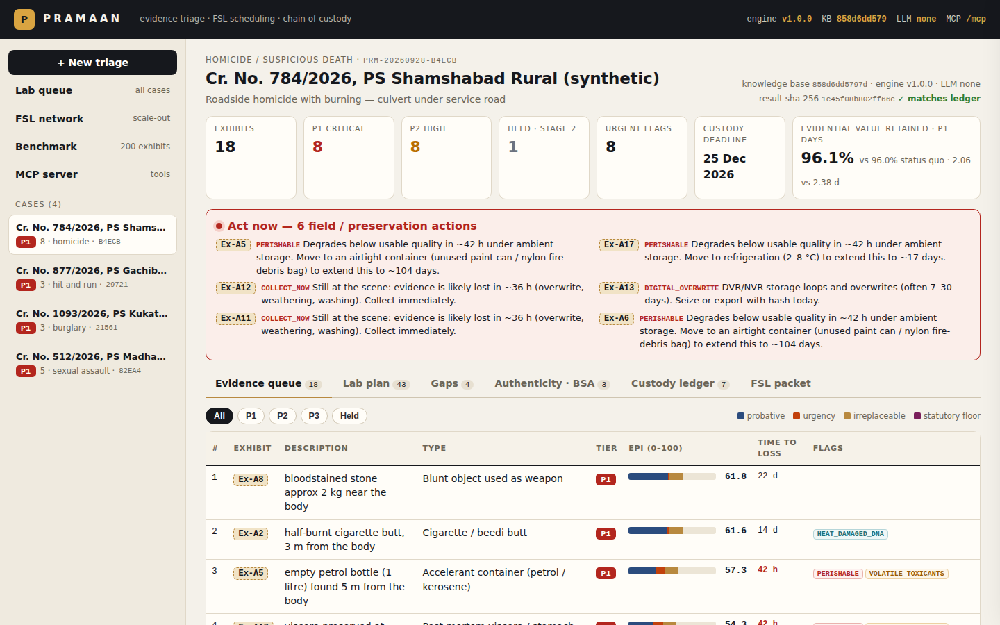 P PRAMAAN evidence triage · FSL scheduling · chain of custody engine v1.0.0 KB 858d6dd579 LLM none MCP /mcp
+ New triage
Lab queue all cases
FSL network scale-out
Benchmark 200 exhibits
MCP server tools
CASES (4)
Cr. No. 784/2026, PS Shams…
P1 8 · homicide · B4ECB
Cr. No. 877/2026, PS Gachib…
P1 3 · hit and run · 29721
Cr. No. 1093/2026, PS Kukat…
P1 3 · burglary · 21561
Cr. No. 512/2026, PS Madha…
P1 5 · sexual assault · 82EA4
HOMICIDE / SUSPICIOUS DEATH · PRM-20260928-B4ECB
Cr. No. 784/2026, PS Shamshabad Rural (synthetic)
Roadside homicide with burning — culvert under service road
knowledge base 858d6dd5797d · engine v1.0.0 · LLM none
result sha-256 1c45f08b802ff66c ✓ matches ledger
EXHIBITS
18
P1 CRITICAL
8
P2 HIGH
8
HELD · STAGE 2
1
URGENT FLAGS
8
CUSTODY
DEADLINE
25 Dec
2026
EVIDENTIAL VALUE RETAINED · P1
DAYS
96.1% vs 96.0% status quo · 2.06
vs 2.38 d
Act now — 6 field / preservation actions
Ex-A5 PERISHABLE Degrades below usable quality in ~42 h under ambient
storage. Move to an airtight container (unused paint can / nylon fire-
debris bag) to extend this to ~104 days.
Ex-A17 PERISHABLE Degrades below usable quality in ~42 h under ambient
storage. Move to refrigeration (2–8 °C) to extend this to ~17 days.
Ex-A12 COLLECT_NOW Still at the scene: evidence is likely lost in ~36 h (overwrite,
weathering, washing). Collect immediately.
Ex-A13 DIGITAL_OVERWRITE DVR/NVR storage loops and overwrites (often 7–30
days). Seize or export with hash today.
Ex-A11 COLLECT_NOW Still at the scene: evidence is likely lost in ~36 h (overwrite,
weathering, washing). Collect immediately.
Ex-A6 PERISHABLE Degrades below usable quality in ~42 h under ambient
storage. Move to an airtight container (unused paint can / nylon fire-
debris bag) to extend this to ~104 days.
Evidence queue 18 Lab plan 43 Gaps 4 Authenticity · BSA 3 Custody ledger 7 FSL packet
All P1 P2 P3 Held probative urgency irreplaceable statutory floor
# EXHIBIT DESCRIPTION TYPE TIER EPI (0–100) TIME TO LOSS FLAGS
1 Ex-A8 bloodstained stone approx 2 kg near the body Blunt object used as weapon P1 61.8 22 d
2 Ex-A2 half-burnt cigarette butt, 3 m from the body Cigarette / beedi butt P1 61.6 14 d HEAT_DAMAGED_DNA
3 Ex-A5 empty petrol bottle (1 litre) found 5 m from the body Accelerant container (petrol / kerosene) P1 57.3 42 h PERISHABLE VOLATILE_TOXICANTS